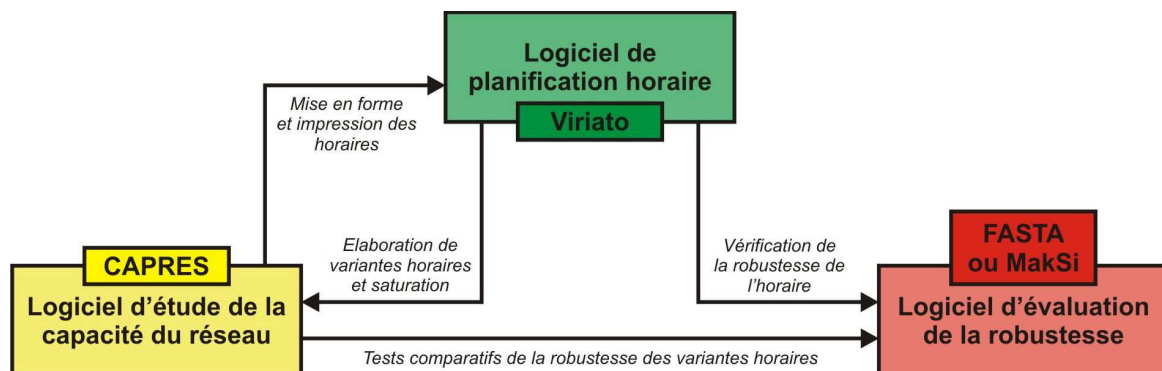 Logiciel de
planification horaire
Viriato
Mise en forme
et impression des
horaires
Elaboration de
variantes horaires
et saturation
Vérification de
la robustesse de
l'horaire
CAPRES
Logiciel d'étude de la
capacité du réseau
FASTA
ou MakSi
Logiciel d'évaluation
de la robustesse
Tests comparatifs de la robustesse des variantes horaires